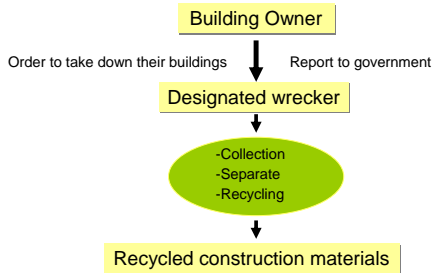 Building Owner
Order to take down their buildings
Report to government
Designated wrecker
-Collection
-Separate
-Recycling
Recycled construction materials